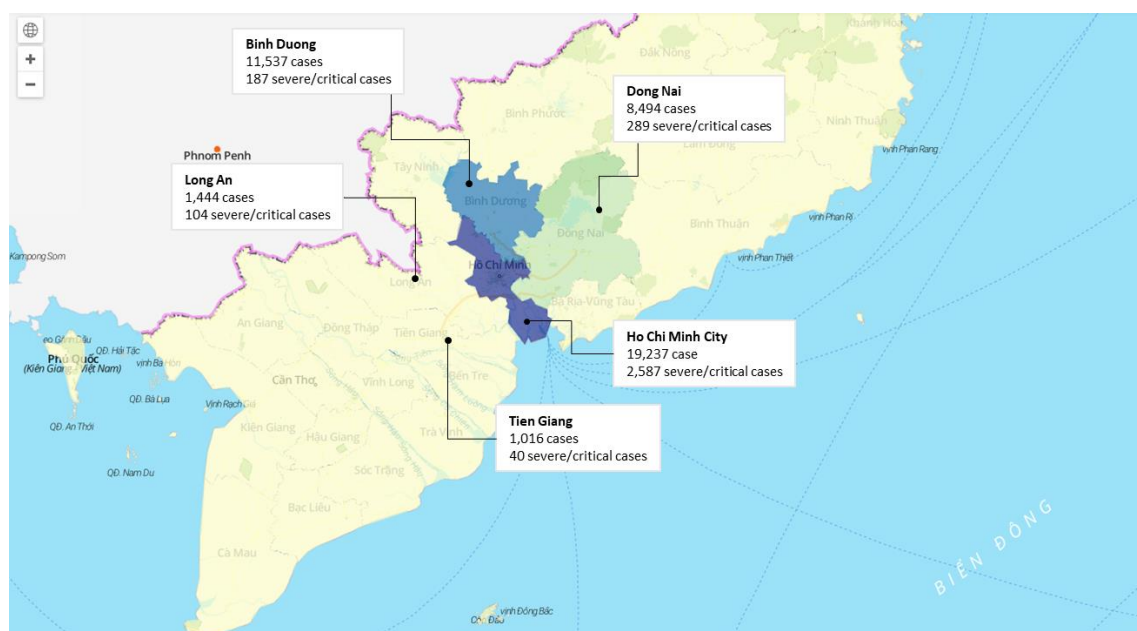 Khánh Hoà
Binh Duong
11,537 cases
187 severe/critical cases
Đắk Nông
Dong Nai
8,494 cases
289 severe/critical cases
Bình Phước
Ninh Thuận
Lâm Đồng
vịnh Phan Rang
Phnom Penh
Tây Ninh
Long An
1,444 cases
104 severe/critical cases
Bình Dương
vịnh Phan Rí
Bình Thuận
Đồng Nai
Kampong Som
vịnh Phan Thiết
Hồ Chí Minh
Long An
Bà Rịa-Vũng Tàu
An Giang
Đồng Tháp
Tiền Giang
Ho Chi Minh City
19,237 case
2,587 severe/critical cases
QĐ. Hải Tặc
Phú Quốc
(Kiên Giang - Việt Nam)
vịnh Bà Hòn
Cần Thơ
Vĩnh Long
Bến Tre
QĐ. Bà Lụa
Vịnh Rạch Giá
Tien Giang
1,016 cases
40 severe/critical cases
QĐ. An Thới
Kiên Giang
Hậu Giang
Trà Vinh
QĐ. Nam Du
Sóc Trăng
Bạc Liêu
BIỂN ĐÔNG
Cà Mau
vịnh Đông Bắc